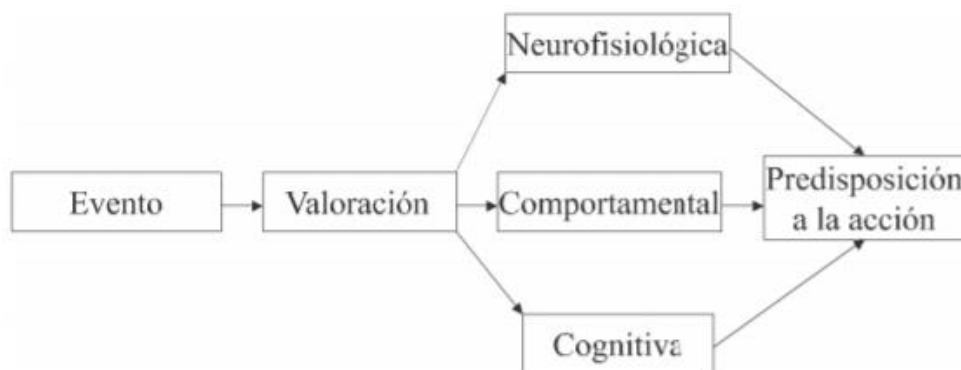 Neurofisiológica
Evento
Valoración
Comportamental
Predisposición
a la acción
Cognitiva